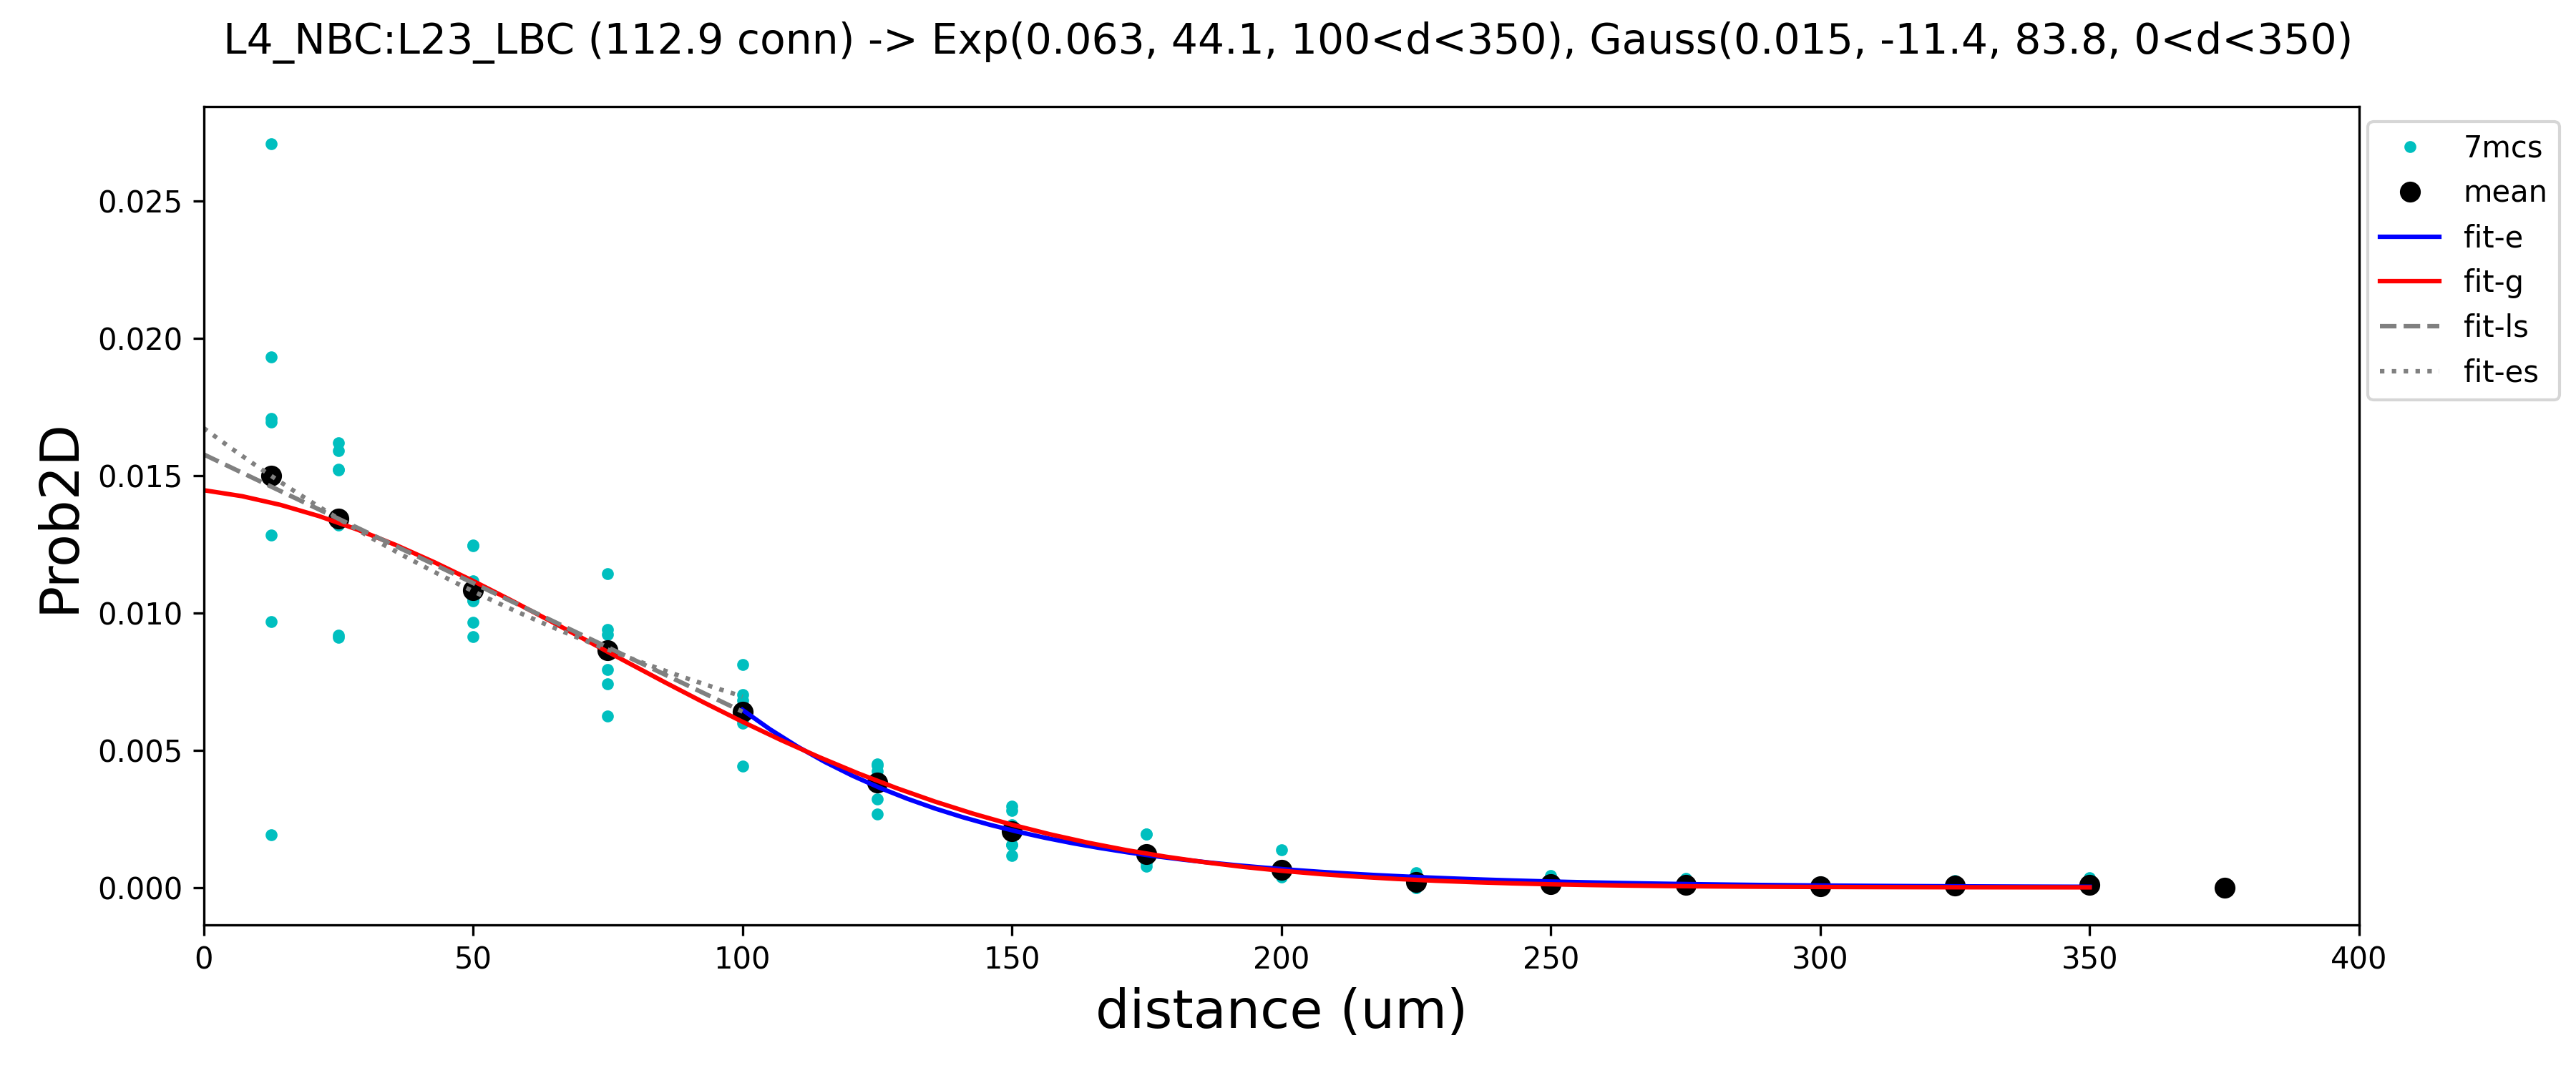 L4_NBC:L23_LBC (112.9 conn) -> Exp(0.063, 44.1, 100<d<350), Gauss(0.015, -11.4, 83.8, 0<d<350)
7mcs
mean
fit-e
fit-g
fit-ls
fit-es
Prob2D
0.025
0.020
0.015
0.010
0.005
0.000
0 50 100 150 200 250 300 350 400
distance (um)